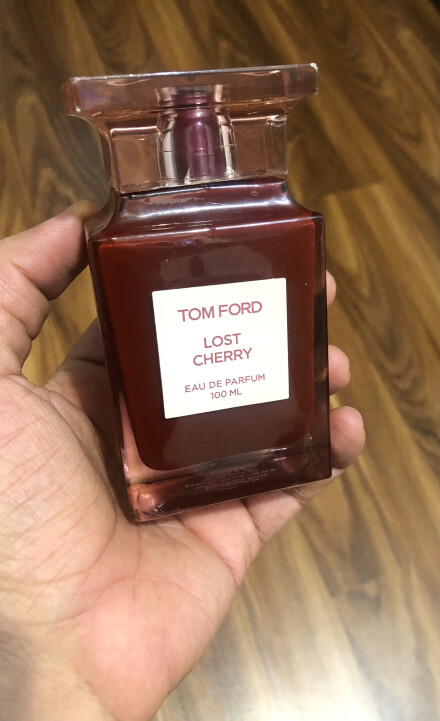 TOM FORD
LOST
CHERRY
EAU DE PARFUM
100 ML